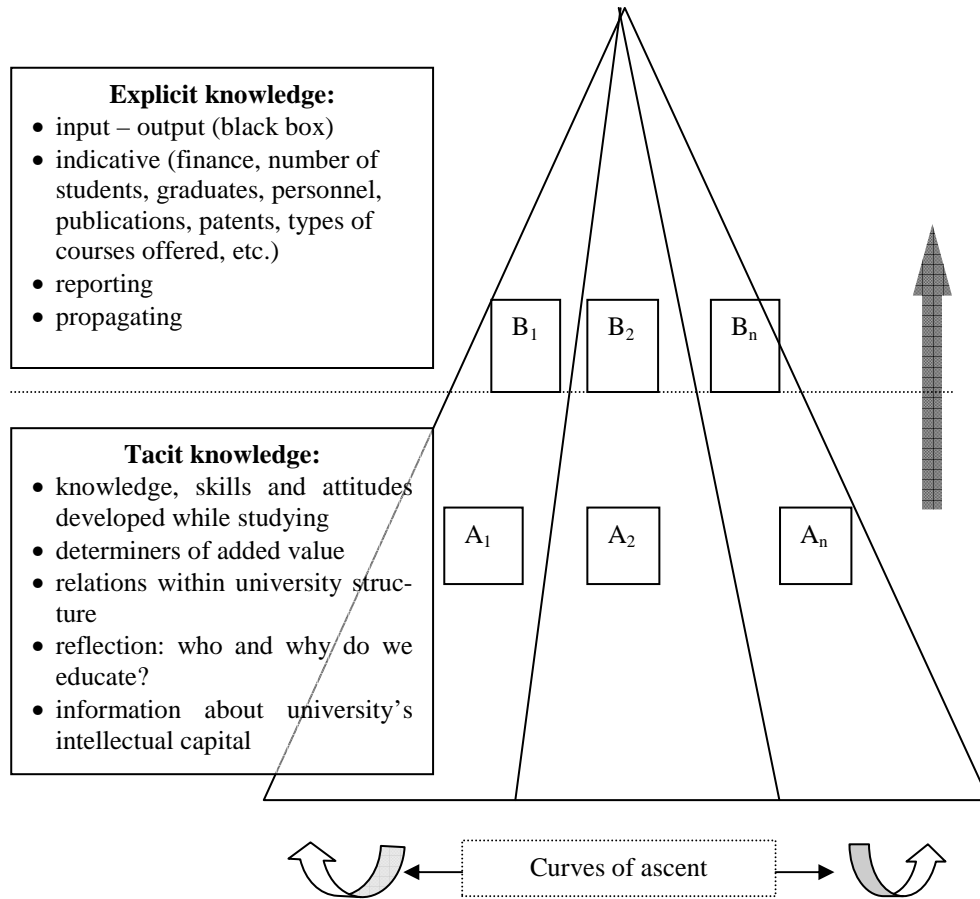 Explicit knowledge:
• input – output (black box)
• indicative (finance, number of
students, graduates, personnel,
publications, patents, types of
courses offered, etc.)
• reporting
• propagating
B1 B2 Bn
Tacit knowledge:
• knowledge, skills and attitudes
developed while studying
• determiners of added value
• relations within university struc-
ture
• reflection: who and why do we
educate?
• information about university's
intellectual capital
A1 A2 An
Curves of ascent